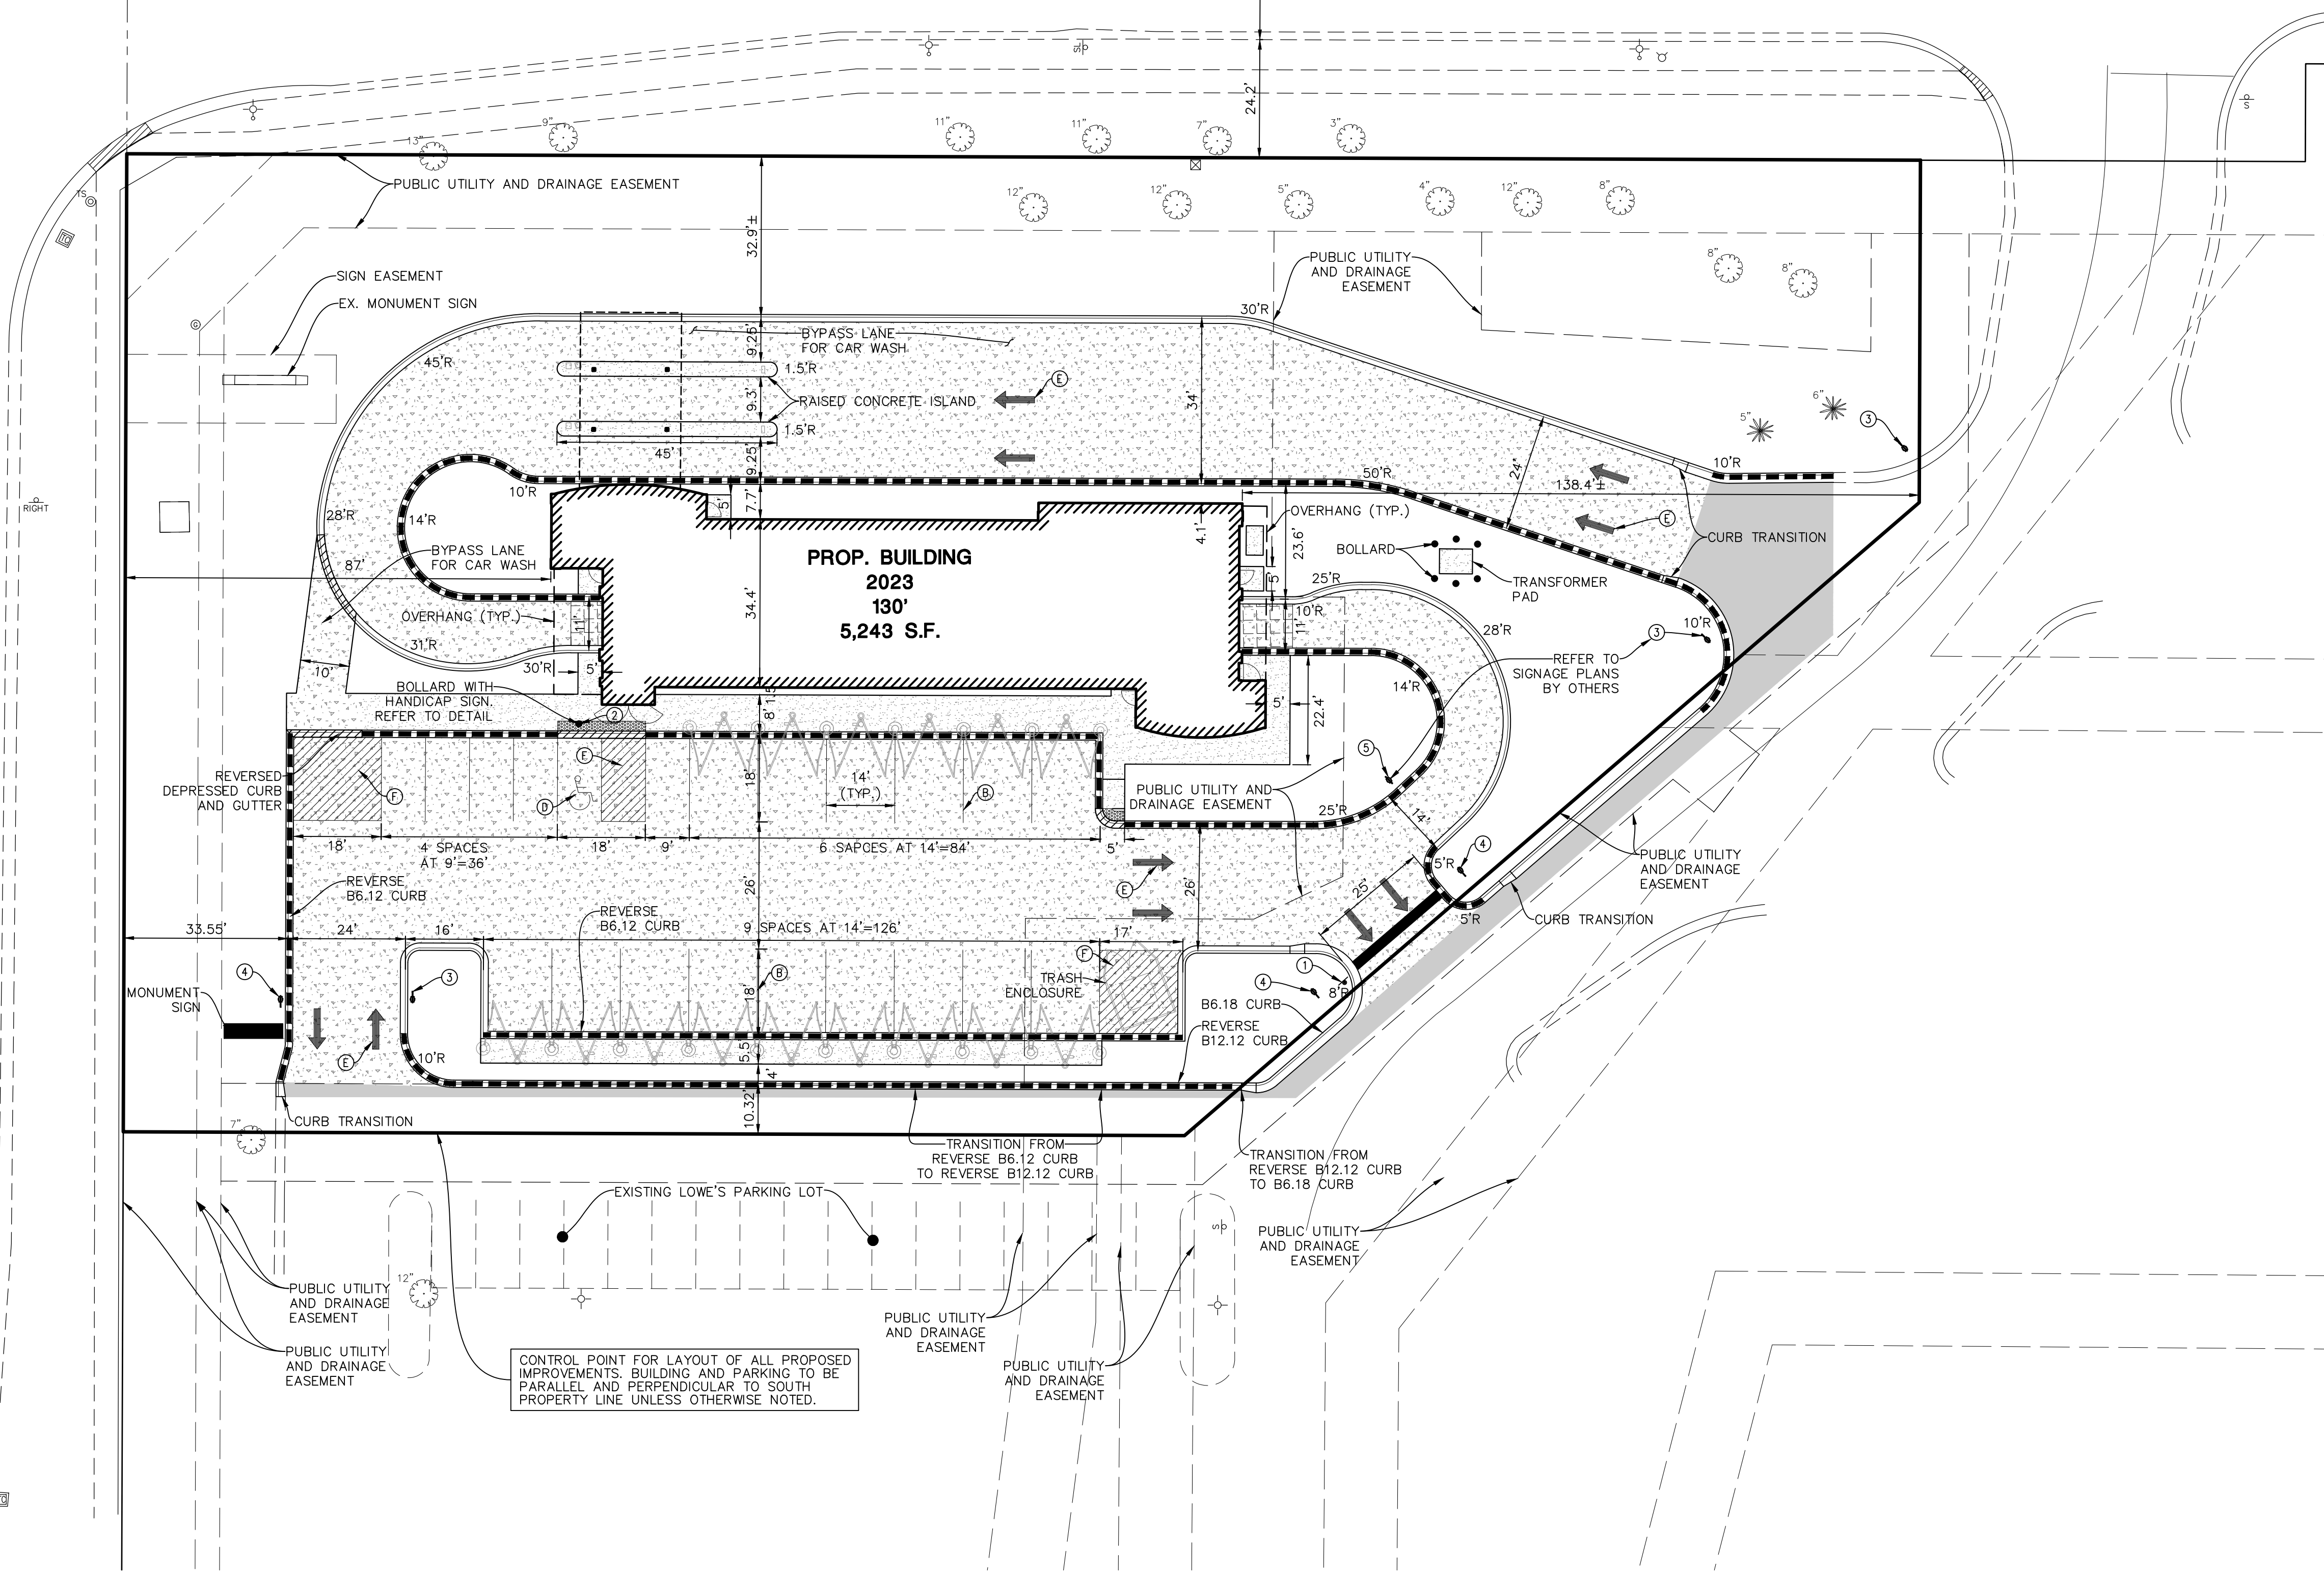 24.2'
13"
9"
11"
11"
7"
3"
TS
PUBLIC UTILITY AND DRAINAGE EASEMENT
12"
12"
5"
4"
12"
8"
S
32.9'±
SIGN EASEMENT
EX. MONUMENT SIGN
G
PUBLIC UTILITY
AND DRAINAGE
EASEMENT
8"
8"
30'R
45'R
9.25'
BYPASS LANE
FOR CAR WASH
1.5'R
9.3'
RAISED CONCRETE ISLAND
E
34'
1.5'R
45'
9.25'
5"
6"
3
10'R
24'
50'R
138.4'±
E
10'R
7.7'
5'
RIGHT
28'R
14'R
BYPASS LANE
FOR CAR WASH
87'
OVERHANG (TYP.)
11'
31'R
30'R
5'
10'
PROP. BUILDING
2023
130'
5,243 S.F.
34.4'
4.1'
OVERHANG (TYP.)
23.6'
5'
BOLLARD
TRANSFORMER
PAD
CURB TRANSITION
25'R
10'R
11'
28'R
3
10'R
REFER TO
SIGNAGE PLANS
BY OTHERS
14'R
5'
22.4'
BOLLARD WITH
HANDICAP SIGN.
REFER TO DETAIL
2
8'
1.5'
REVERSED
DEPRESSED CURB
AND GUTTER
F
E
D
18'
14'
(TYP.)
B
5
PUBLIC UTILITY AND
DRAINAGE EASEMENT
25'R
14'
18'
4 SPACES
AT 9'=36'
18'
9'
6 SAPCES AT 14'=84'
5'
4
5'R
PUBLIC UTILITY
AND DRAINAGE
EASEMENT
REVERSE
B6.12 CURB
26'
E
26'
25'
5'R
CURB TRANSITION
33.55'
24'
16'
REVERSE
B6.12 CURB
9 SPACES AT 14'=126'
17'
4
MONUMENT
SIGN
3
B
18'
F
TRASH
ENCLOSURE
1
4
8'R
B6.18 CURB
REVERSE
B12.12 CURB
E
10'R
5.5'
4'
10.32'
7"
CURB TRANSITION
TRANSITION FROM
REVERSE B6.12 CURB
TO REVERSE B12.12 CURB
TRANSITION FROM
REVERSE B12.12 CURB
TO B6.18 CURB
EXISTING LOWE'S PARKING LOT
PUBLIC UTILITY
AND DRAINAGE
EASEMENT
12"
PUBLIC UTILITY
AND DRAINAGE
EASEMENT
PUBLIC UTILITY
AND DRAINAGE
EASEMENT
PUBLIC UTILITY
AND DRAINAGE
EASEMENT
PUBLIC UTILITY
AND DRAINAGE
EASEMENT
CONTROL POINT FOR LAYOUT OF ALL PROPOSED
IMPROVEMENTS. BUILDING AND PARKING TO BE
PARALLEL AND PERPENDICULAR TO SOUTH
PROPERTY LINE UNLESS OTHERWISE NOTED.